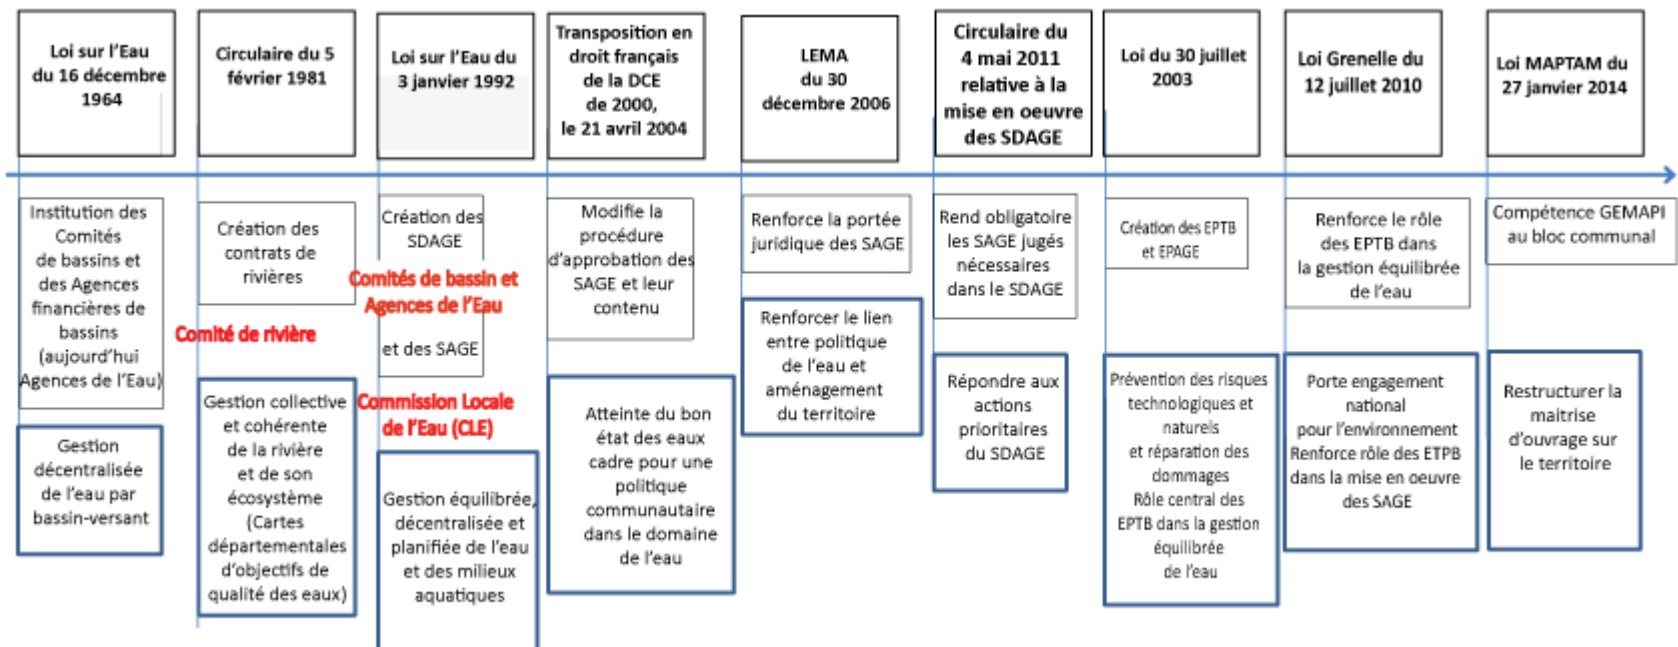 Loi sur l'Eau
du 16 décembre
1964
Circulaire du 5
février 1981
Loi sur l'Eau du
3 janvier 1992
Transposition en
droit français
de la DCE
de 2000,
le 21 avril 2004
LEMA
du 30
décembre 2006
Circulaire du
4 mai 2011
relative à la
mise en oeuvre
des SDAGE
Loi du 30 juillet
2003
Loi Grenelle du
12 juillet 2010
Loi MAPTAM du
27 janvier 2014
Institution des
Comités
de bassins et
des Agences
financières de
bassins
(aujourd'hui
Agences de l'Eau)
Gestion
décentralisée
de l'eau par
bassin-versant
Création des
contrats de
rivières
Comité de rivière
Gestion collective
et cohérente
de la rivière
et de son
écosystème
(Cartes
départementales
d'objectifs de
qualité des eaux)
Création des
SDAGE
Comités de bassin et
Agences de l'Eau
et des SAGE
Commission Locale
de l'Eau (CLE)
Gestion équilibrée,
décentralisée et
planifiée de l'eau
et des milieux
aquatiques
Modifie la
procédure
d'approbation des
SAGE et leur
contenu
Atteinte du bon
état des eaux
cadre pour une
politique
communautaire
dans le domaine
de l'eau
Renforce la portée
juridique des SAGE
Renforcer le lien
entre politique
de l'eau et
aménagement
du territoire
Rend obligatoire
les SAGE jugés
nécessaires
dans le SDAGE
Répondre aux
actions
prioritaires
du SDAGE
Création des EPTB
et EPAGE
Prévention des risques
technologiques et
naturels
et réparation des
dommages
Rôle central des
EPTB dans la gestion
équilibrée
de l'eau
Renforce le rôle
des EPTB dans
la gestion équilibrée
de l'eau
Porte engagement
national
pour l'environnement
Renforce rôle des ETPB
dans la mise en oeuvre
des SAGE
Compétence GEMAPI
au bloc communal
Restructurer la
maitrise
d'ouvrage sur
le territoire